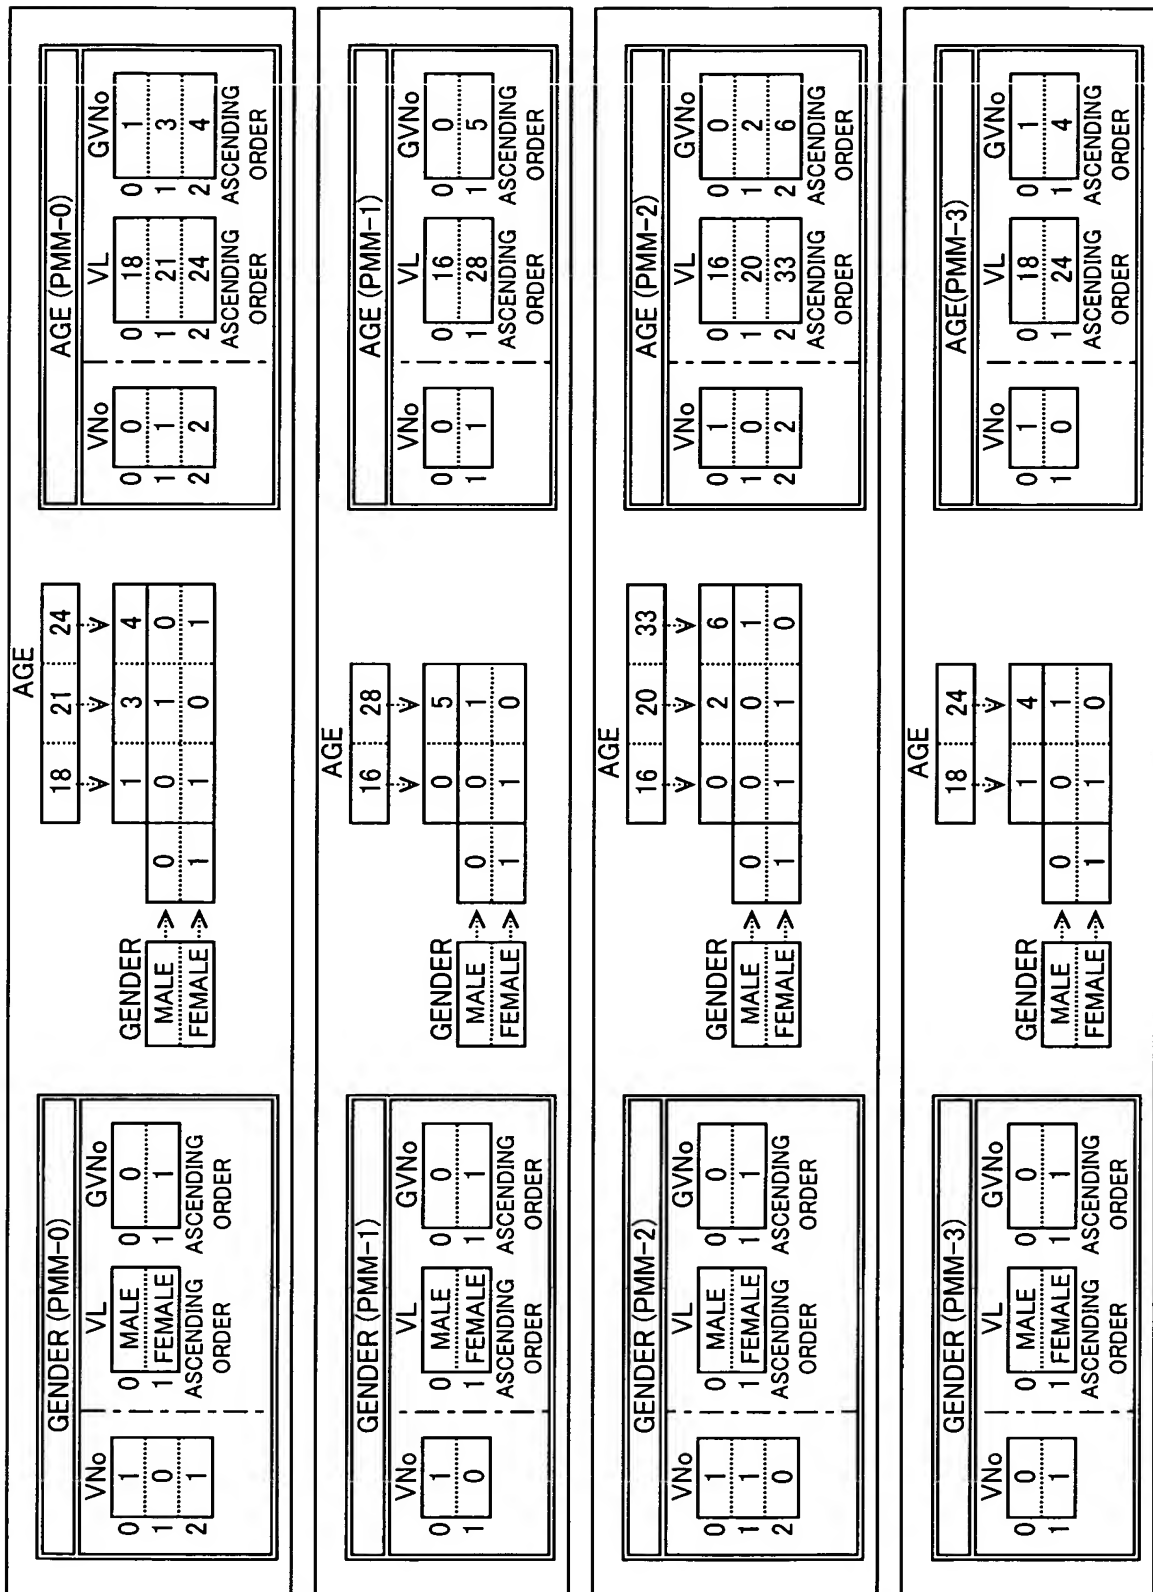 GENDER (PMM-0)
VNo VL GVNo
0 1 0 MALE 0 0
1 0 1 FEMALE 1 1
2 1 ASCENDING ORDER ASCENDING ORDER
AGE
18 21 24
GENDER 1 3 4
MALE 0 0 1 0
FEMALE 1 1 0 1
AGE (PMM-0)
VNo VL GVNo
0 0 0 18 0 1
1 1 1 21 1 3
2 2 2 24 2 4
ASCENDING ORDER ASCENDING ORDER
GENDER (PMM-1)
VNo VL GVNo
0 1 0 MALE 0 0
1 0 1 FEMALE 1 1
ASCENDING ORDER ASCENDING ORDER
AGE
16 28
GENDER 0 5
MALE 0 0 1
FEMALE 1 1 0
AGE (PMM-1)
VNo VL GVNo
0 0 0 16 0 0
1 1 1 28 1 5
ASCENDING ORDER ASCENDING ORDER
GENDER (PMM-2)
VNo VL GVNo
0 1 0 MALE 0 0
1 1 1 FEMALE 1 1
2 0 ASCENDING ORDER ASCENDING ORDER
AGE
16 20 33
GENDER 0 2 6
MALE 0 0 0 1
FEMALE 1 1 1 0
AGE (PMM-2)
VNo VL GVNo
0 1 0 16 0 0
1 0 1 20 1 2
2 2 2 33 2 6
ASCENDING ORDER ASCENDING ORDER
GENDER (PMM-3)
VNo VL GVNo
0 0 0 MALE 0 0
1 1 1 FEMALE 1 1
ASCENDING ORDER ASCENDING ORDER
AGE
18 24
GENDER 1 4
MALE 0 0 1
FEMALE 1 1 0
AGE(PMM-3)
VNo VL GVNo
0 1 0 18 0 1
1 0 1 24 1 4
ASCENDING ORDER ASCENDING ORDER